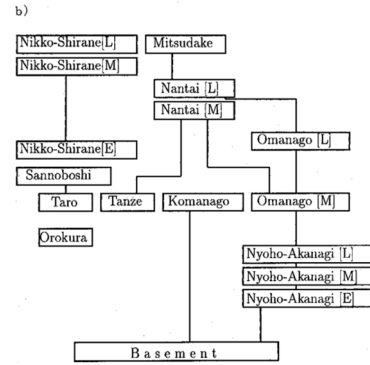 b)
Nikko-Shirane[L]
Mitsudake
Nikko-Shirane[M]
Nantai [L]
Nantai [M]
Omanago [L]
Nikko-Shirane[E]
Sannoboshi
Taro
Tanze
Komanago
Omanago [M]
Orokura
Nyoho-Akanagi [L]
Nyoho-Akanagi [M]
Nyoho-Akanagi [E]
Basement